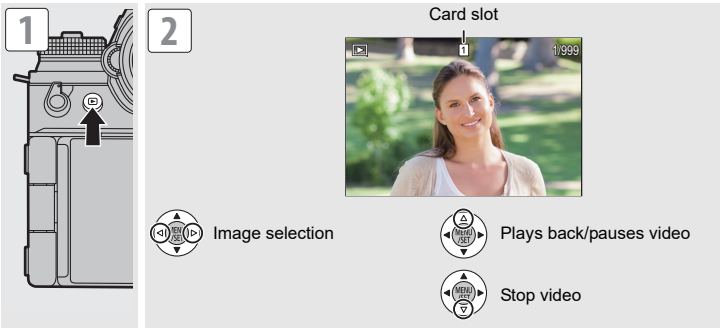 1
2
Card slot
1
1/999
MENU
/SET
Image selection
MENU
/SET
Plays back/pauses video
MENU
/SET
Stop video